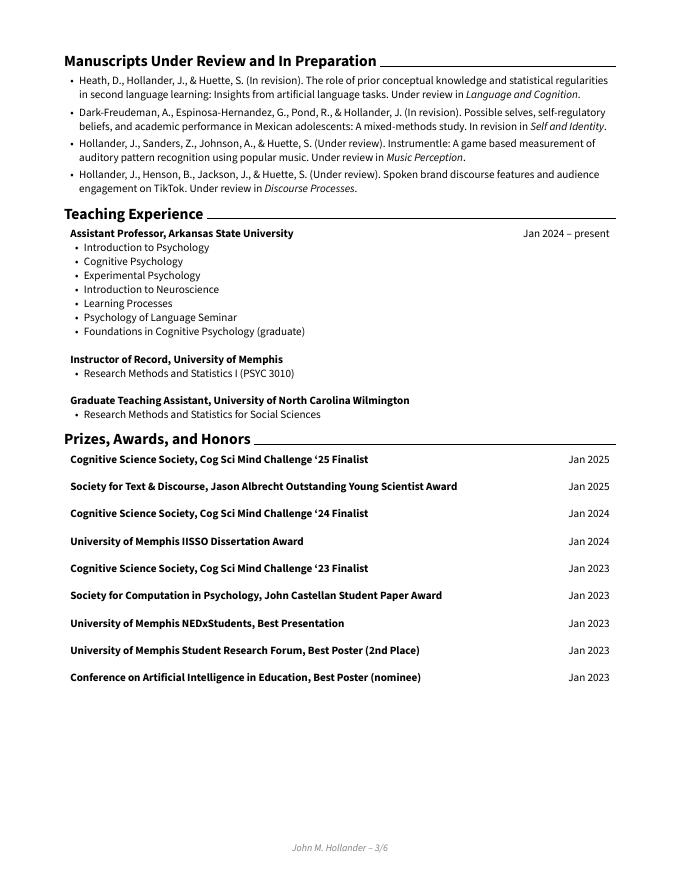 Manuscripts Under Review and In Preparation
• Heath, D., Hollander, J., & Huette, S. (In revision). The role of prior conceptual knowledge and statistical regularities
in second language learning: Insights from artificial language tasks. Under review in Language and Cognition.
• Dark-Freudeman, A., Espinosa-Hernandez, G., Pond, R., & Hollander, J. (In revision). Possible selves, self-regulatory
beliefs, and academic performance in Mexican adolescents: A mixed-methods study. In revision in Self and Identity.
• Hollander, J., Sanders, Z., Johnson, A., & Huette, S. (Under review). Instrumentle: A game based measurement of
auditory pattern recognition using popular music. Under review in Music Perception.
• Hollander, J., Henson, B., Jackson, J., & Huette, S. (Under review). Spoken brand discourse features and audience
engagement on TikTok. Under review in Discourse Processes.
Teaching Experience
Assistant Professor, Arkansas State University Jan 2024 – present
• Introduction to Psychology
• Cognitive Psychology
• Experimental Psychology
• Introduction to Neuroscience
• Learning Processes
• Psychology of Language Seminar
• Foundations in Cognitive Psychology (graduate)
Instructor of Record, University of Memphis
• Research Methods and Statistics I (PSYC 3010)
Graduate Teaching Assistant, University of North Carolina Wilmington
• Research Methods and Statistics for Social Sciences
Prizes, Awards, and Honors
Cognitive Science Society, Cog Sci Mind Challenge ‘25 Finalist Jan 2025
Society for Text & Discourse, Jason Albrecht Outstanding Young Scientist Award Jan 2025
Cognitive Science Society, Cog Sci Mind Challenge ‘24 Finalist Jan 2024
University of Memphis IISSO Dissertation Award Jan 2024
Cognitive Science Society, Cog Sci Mind Challenge ‘23 Finalist Jan 2023
Society for Computation in Psychology, John Castellan Student Paper Award Jan 2023
University of Memphis NEDxStudents, Best Presentation Jan 2023
University of Memphis Student Research Forum, Best Poster (2nd Place) Jan 2023
Conference on Artificial Intelligence in Education, Best Poster (nominee) Jan 2023
John M. Hollander – 3/6